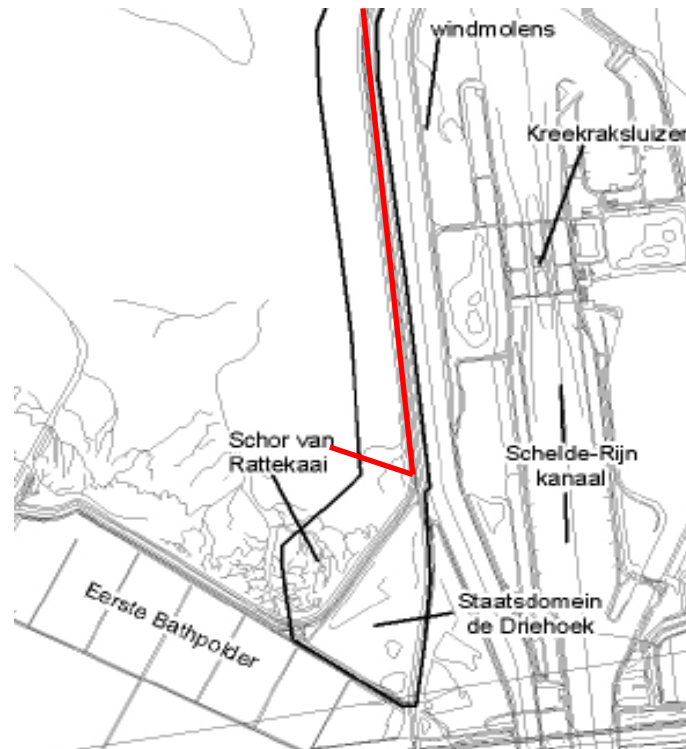 windmolens
Kreekraksluizen
Schor van
Rattekaai
Schelde-Rijn
kanaal
Eerste Bathpolder
Staatsdomein
de Driehoek